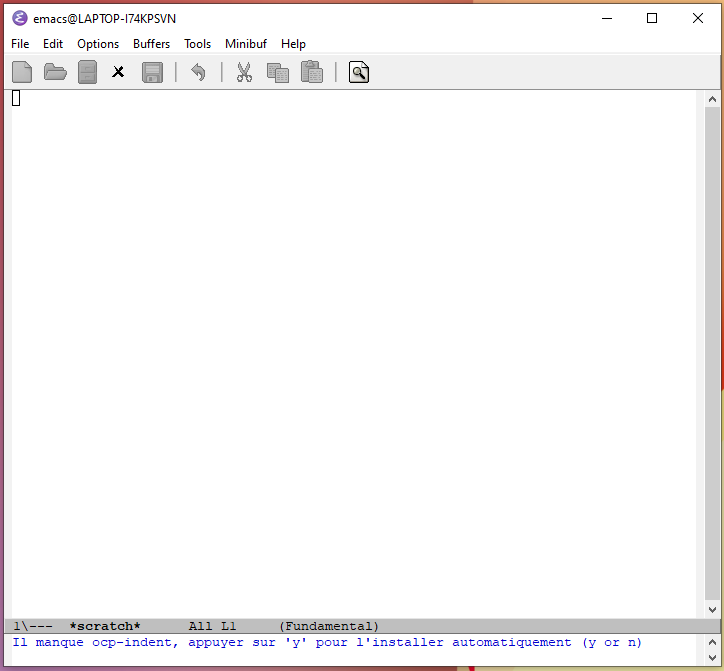 emacs@LAPTOP-I74KPSVN
File Edit Options Buffers Tools Minibuf Help
1\--- *scratch* All L1 (Fundamental)
Il manque ocp-indent, appuyer sur 'y' pour l'installer automatiquement (y or n)